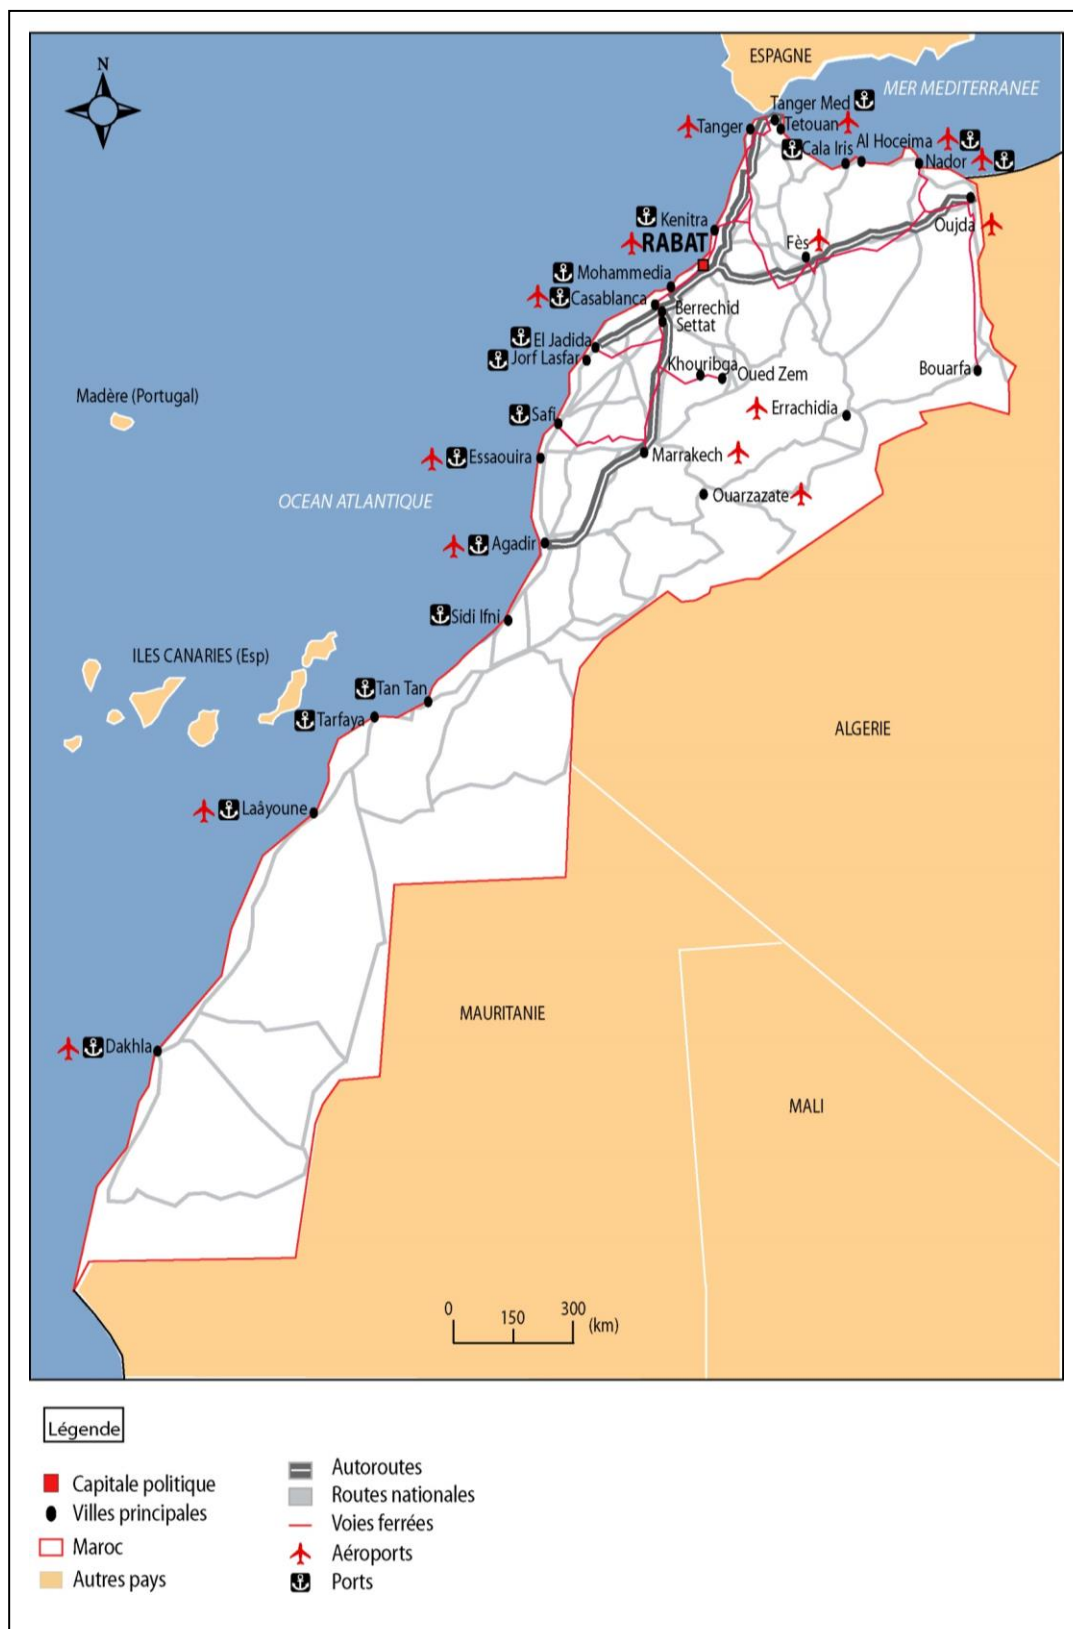 N
ESPAGNE
MER MEDITERRANEE
Tanger Med
Tanger
Tetouan
Cala Iris
Al Hoceima
Nador
Kenitra
Oujda
RABAT
Fès
Mohammedia
Casablanca
Berrechid
Settat
El Jadida
Jorf Lasfar
Khouribga
Oued Zem
Bouarfa
Madère (Portugal)
Safi
Errachidia
Essaouira
Marrakech
OCEAN ATLANTIQUE
Ouarzazate
Agadir
Sidi Ifni
ILES CANARIES (Esp)
Tan Tan
Tarfaya
ALGERIE
Laâyoune
MAURITANIE
Dakhla
MALI
0 150 300 (km)
Légende
Capitale politique
Villes principales
Maroc
Autres pays
Autoroutes
Routes nationales
Voies ferrées
Aéroports
Ports